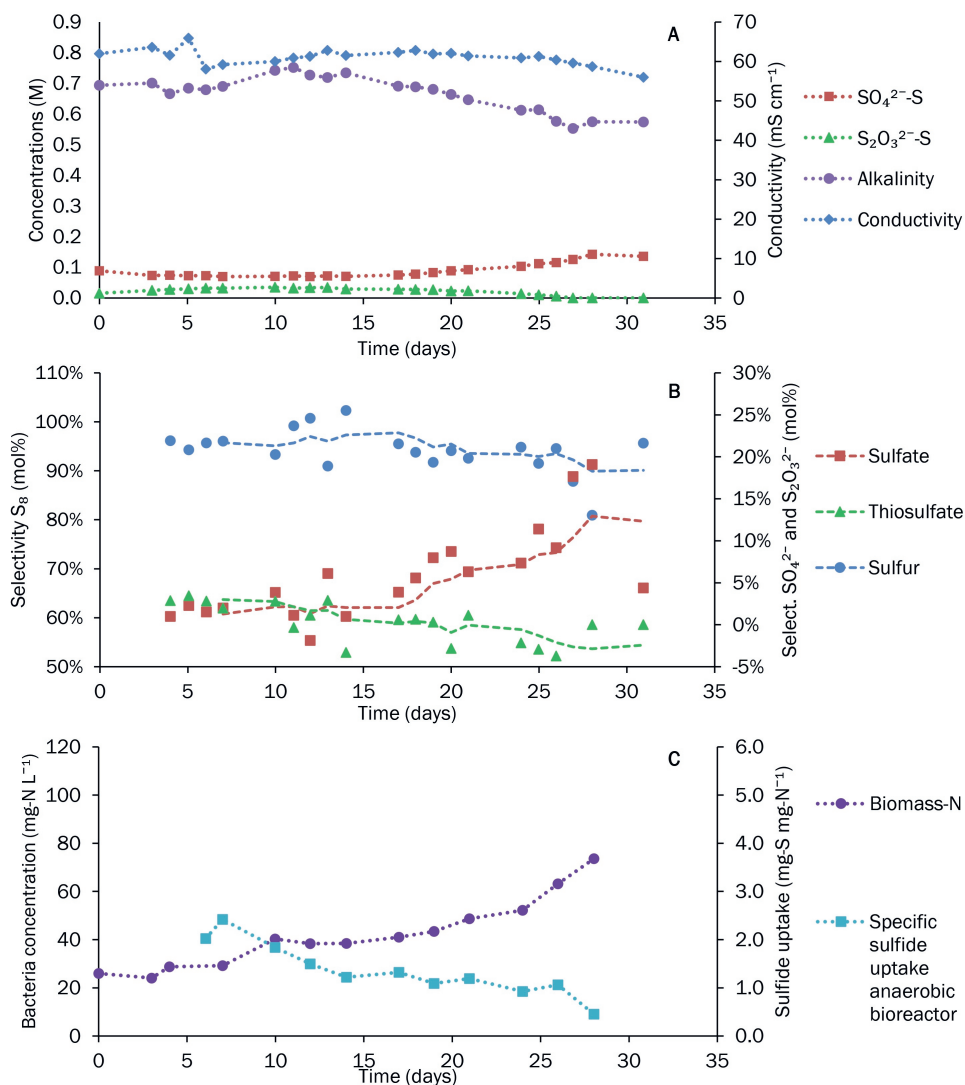 A
Concentrations (M)
0.9
0.8
0.7
0.6
0.5
0.4
0.3
0.2
0.1
0.0
70
60
50
40
30
20
10
0
Conductivity (mS cm⁻¹)
0 5 10 15 20 25 30 35
Time (days)
SO₄²⁻-S
S₂O₃²⁻-S
Alkalinity
Conductivity
B
Selectivity S₈ (mol%)
110%
100%
90%
80%
70%
60%
50%
30%
25%
20%
15%
10%
5%
0%
-5%
Select. SO₄²⁻ and S₂O₃²⁻ (mol%)
0 5 10 15 20 25 30 35
Time (days)
Sulfate
Thiosulfate
Sulfur
C
Bacteria concentration (mg-N L⁻¹)
120
100
80
60
40
20
0
6.0
5.0
4.0
3.0
2.0
1.0
0.0
Sulfide uptake (mg-S mg-N⁻¹)
0 5 10 15 20 25 30 35
Time (days)
Biomass-N
Specific
sulfide
uptake
anaerobic
bioreactor